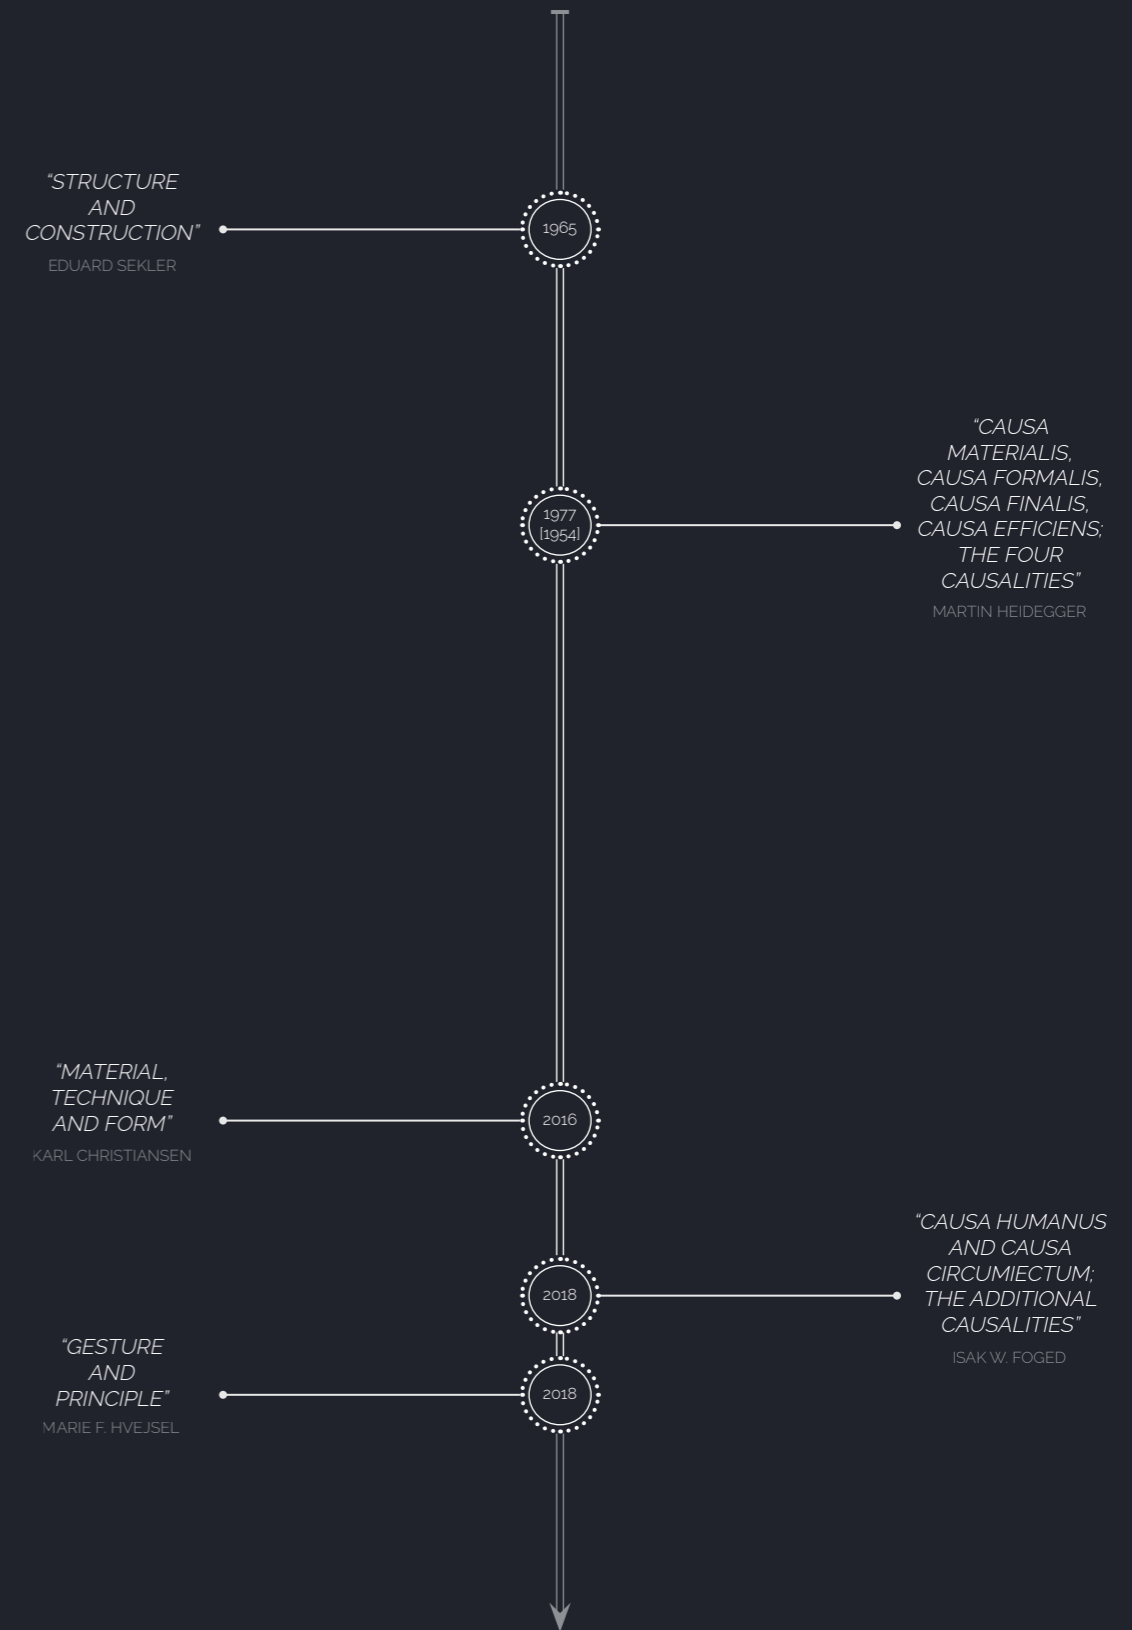 “STRUCTURE
AND
CONSTRUCTION”
EDUARD SEKLER
1965
“CAUSA
MATERIALIS,
CAUSA FORMALIS,
CAUSA FINALIS,
CAUSA EFFICIENS;
THE FOUR
CAUSALITIES”
MARTIN HEIDEGGER
1977
[1954]
“MATERIAL,
TECHNIQUE
AND FORM”
KARL CHRISTIANSEN
2016
“CAUSA HUMANUS
AND CAUSA
CIRCUMIECTUM;
THE ADDITIONAL
CAUSALITIES”
ISAK W. FOGED
2018
“GESTURE
AND
PRINCIPLE”
MARIE F. HVEJSEL
2018